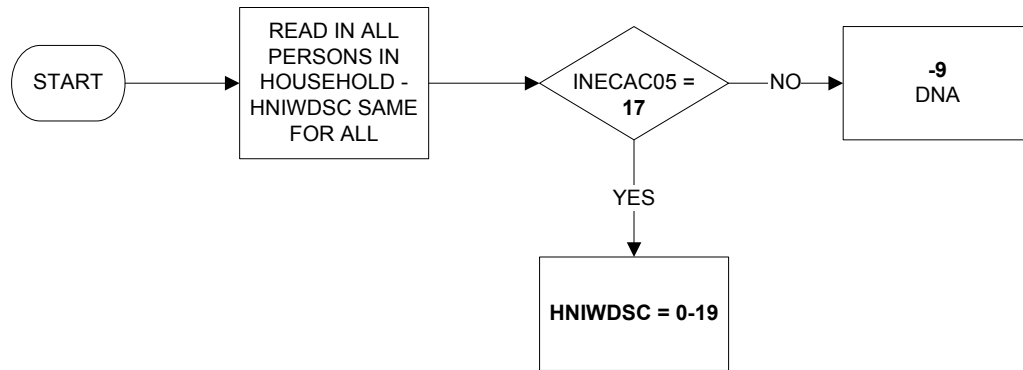 START
READ IN ALL
PERSONS IN
HOUSEHOLD -
HNIWDSC SAME
FOR ALL
INECAC05 =
17
NO
-9
DNA
YES
HNIWDSC = 0-19